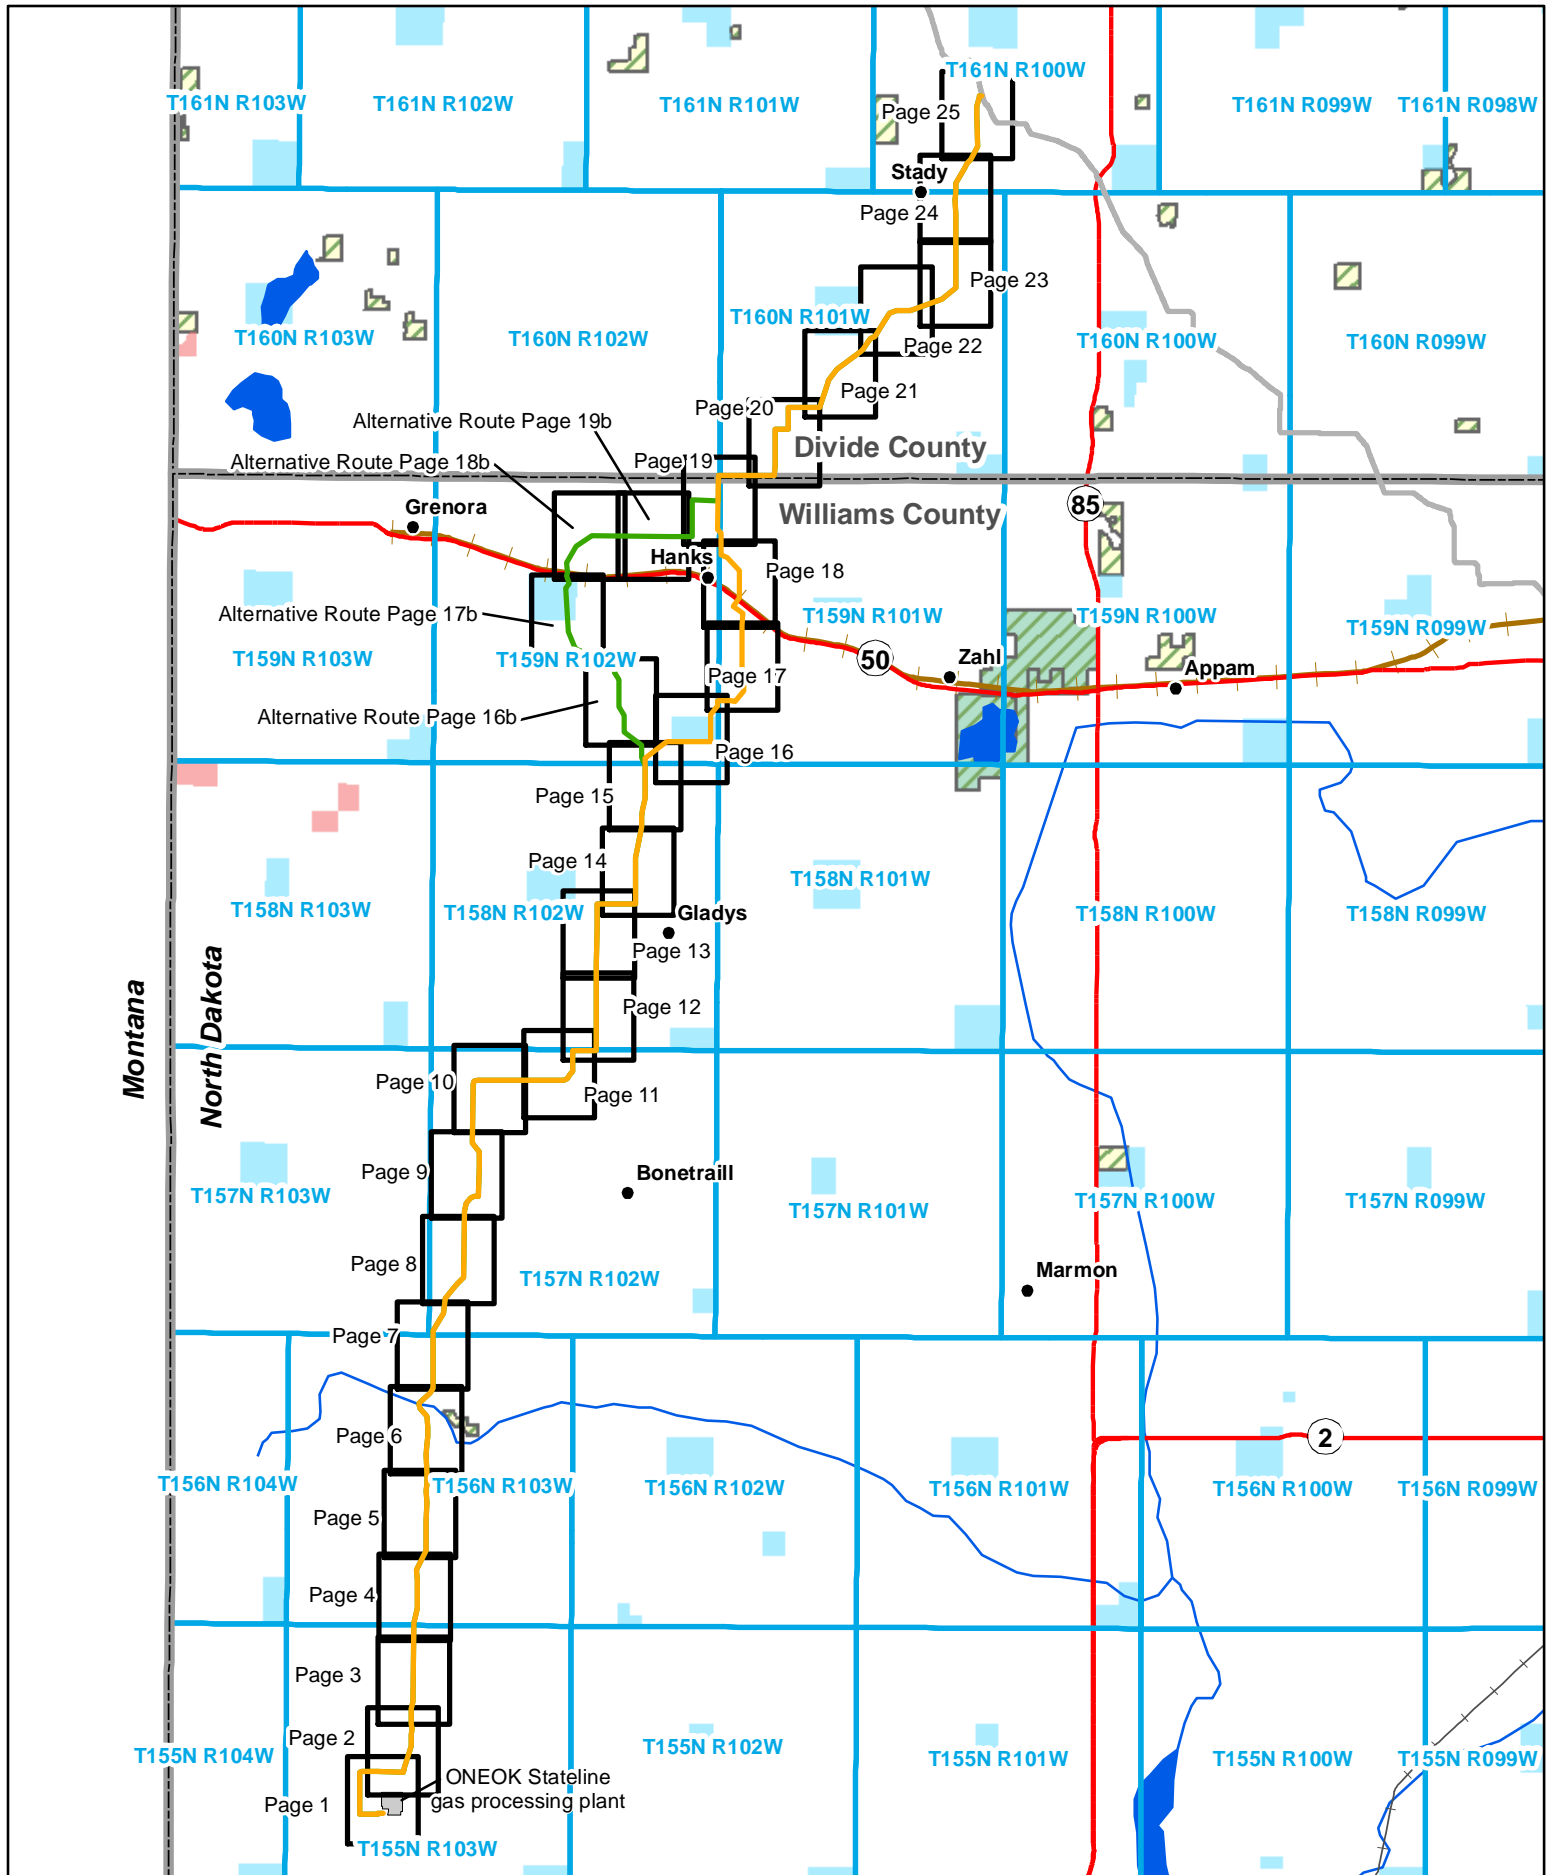 T161N R100W
T161N R103W
T161N R102W
T161N R101W
T161N R099W
T161N R098W
Page 25
Stady
Page 24
Page 23
T160N R101W
T160N R103W
T160N R102W
T160N R100W
T160N R099W
Page 22
Page 21
Page 20
Alternative Route Page 19b
Divide County
Alternative Route Page 18b
Page 19
Grenora
85
Williams County
Hanks
Page 18
Alternative Route Page 17b
T159N R101W
T159N R100W
T159N R099W
T159N R103W
T159N R102W
50
Zahl
Appam
Page 17
Alternative Route Page 16b
Page 16
Page 15
Page 14
T158N R101W
T158N R103W
T158N R102W
Gladys
T158N R100W
T158N R099W
Page 13
Montana
North Dakota
Page 12
Page 10
Page 11
Page 9
Bonetraill
T157N R103W
T157N R101W
T157N R100W
T157N R099W
Page 8
T157N R102W
Marmon
Page 7
Page 6
2
T156N R104W
T156N R103W
T156N R102W
T156N R101W
T156N R100W
T156N R099W
Page 5
Page 4
Page 3
Page 2
T155N R104W
T155N R102W
T155N R101W
T155N R100W
T155N R099W
ONEOK Stateline
gas processing plant
Page 1
T155N R103W